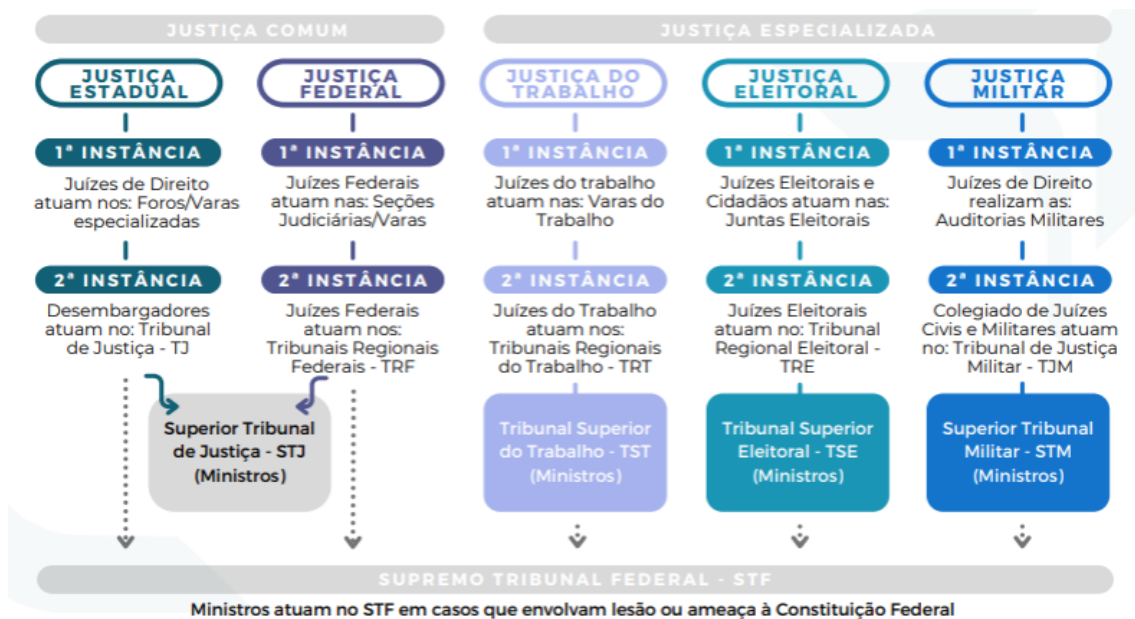 JUSTIÇA COMUM
JUSTIÇA ESPECIALIZADA
JUSTIÇA
ESTADUAL
JUSTIÇA
FEDERAL
JUSTIÇA DO
TRABALHO
JUSTIÇA
ELEITORAL
JUSTIÇA
MILITAR
1ª INSTÂNCIA
1ª INSTÂNCIA
1ª INSTÂNCIA
1ª INSTÂNCIA
1ª INSTÂNCIA
Juízes de Direito
atuam nos: Foros/Varas
especializadas
Juízes Federais
atuam nas: Seções
Judiciárias/Varas
Juízes do trabalho
atuam nas: Varas do
Trabalho
Juízes Eleitorais e
Cidadãos atuam nas:
Juntas Eleitorais
Juízes de Direito
realizam as:
Auditorias Militares
2ª INSTÂNCIA
2ª INSTÂNCIA
2ª INSTÂNCIA
2ª INSTÂNCIA
2ª INSTÂNCIA
Desembargadores
atuam no: Tribunal
de Justiça - TJ
Juízes Federais
atuam nos:
Tribunais Regionais
Federais - TRF
Juízes do Trabalho
atuam nos:
Tribunais Regionais
do Trabalho - TRT
Juízes Eleitorais
atuam no: Tribunal
Regional Eleitoral -
TRE
Colegiado de Juízes
Civis e Militares atuam
no: Tribunal de Justiça
Militar - TJM
Superior Tribunal
de Justiça - STJ
(Ministros)
Tribunal Superior
do Trabalho - TST
(Ministros)
Tribunal Superior
Eleitoral - TSE
(Ministros)
Superior Tribunal
Militar - STM
(Ministros)
SUPREMO TRIBUNAL FEDERAL - STF
Ministros atuam no STF em casos que envolvam lesão ou ameaça à Constituição Federal